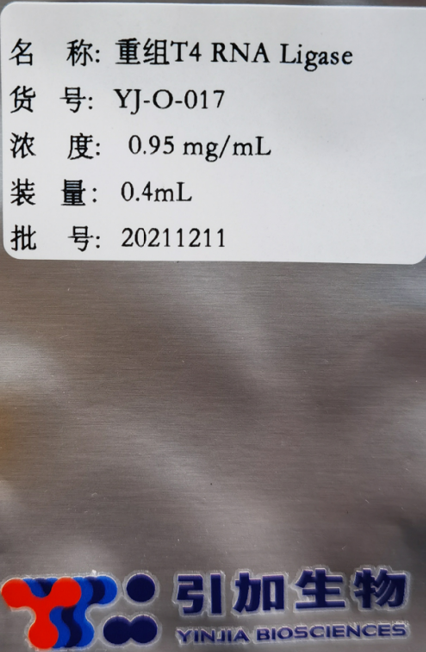 名 称: 重组T4 RNA Ligase
货 号: YJ-O-017
浓 度: 0.95 mg/mL
装 量: 0.4mL
批 号: 20211211
引加生物
YINJIA BIOSCIENCES